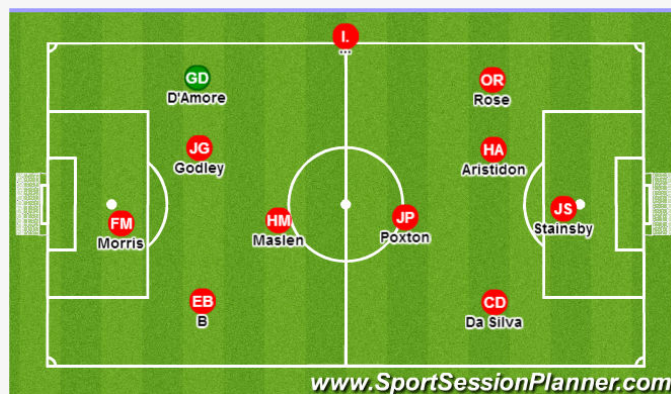 I.
...
GD
D'Amore
OR
Rose
JG
Godley
HA
Aristidon
FM
Morris
HM
Maslen
JP
Poxton
JS
Stainsby
EB
B
CD
Da Silva
www.SportSessionPlanner.com